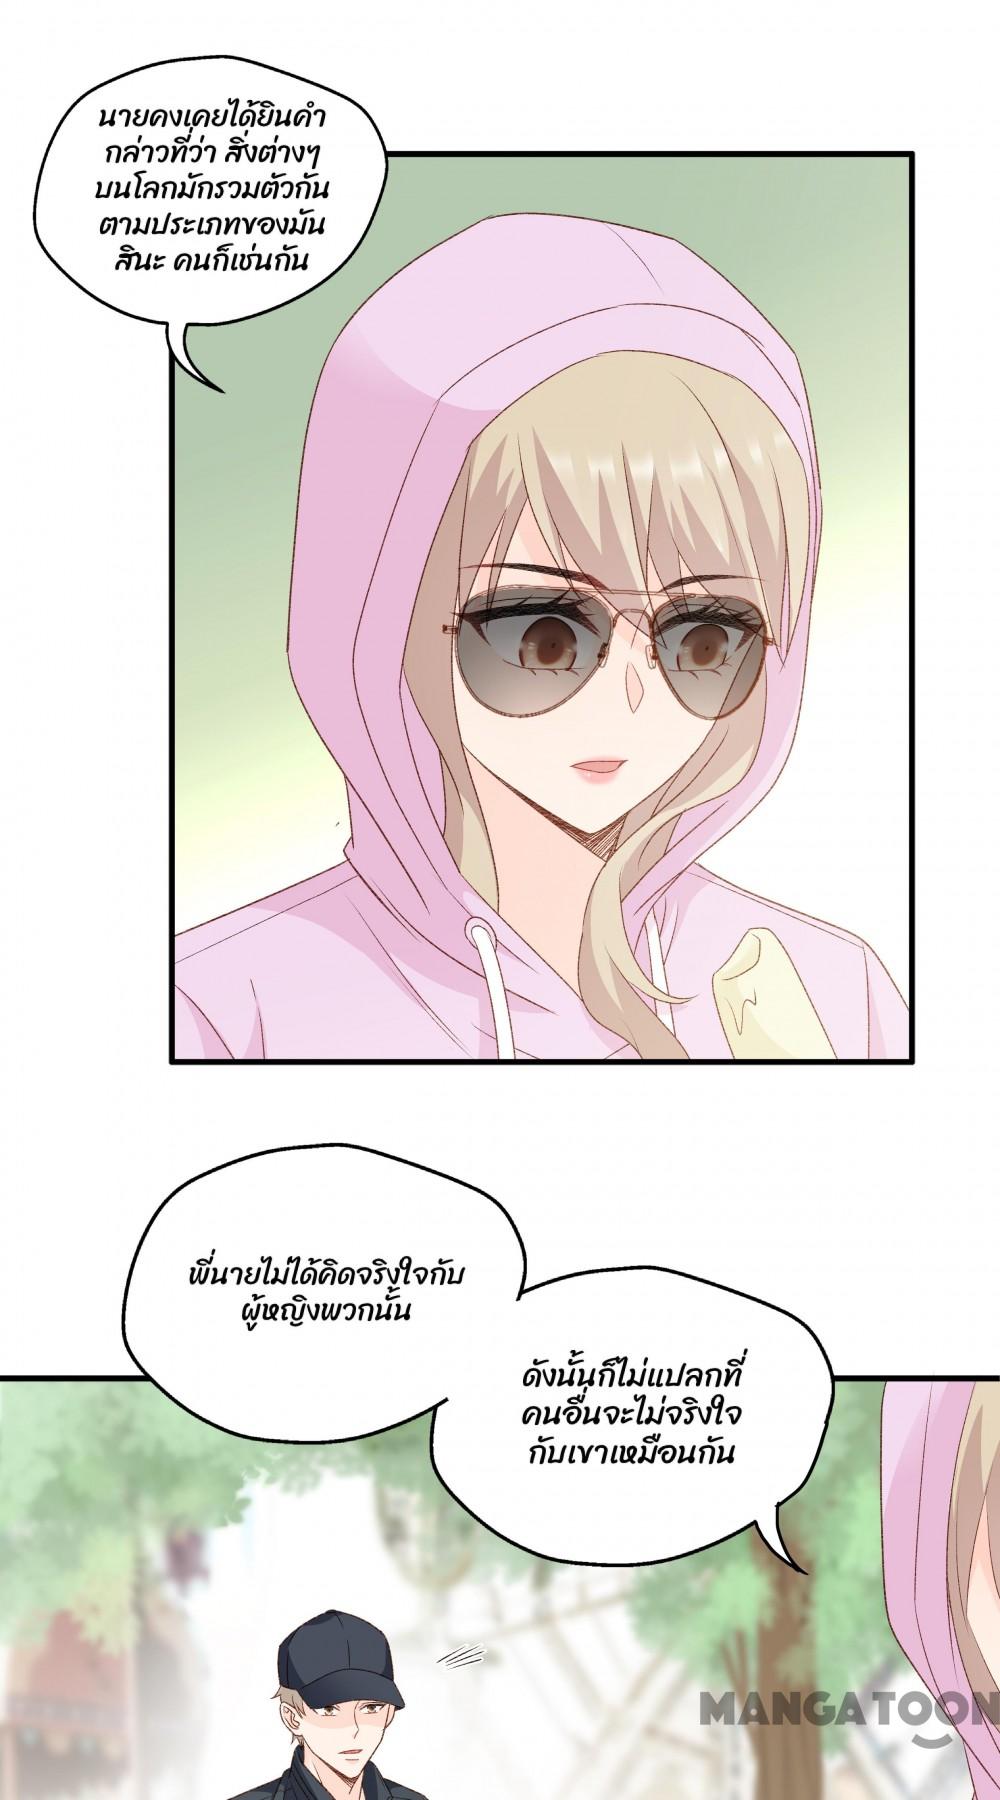 นายคงเคยได้ยินคำ
กล่าวที่ว่า สิ่งต่างๆ
บนโลกมักรวมตัวกัน
ตามประเภทของมัน
สินะ คนก็เช่นกัน
พี่นายไม่ได้คิดจริงใจกับ
ผู้หญิงพวกนั้น
ดังนั้นก็ไม่แปลกที่
คนอื่นจะไม่จริงใจ
กับเขาเหมือนกัน
MANGATOON